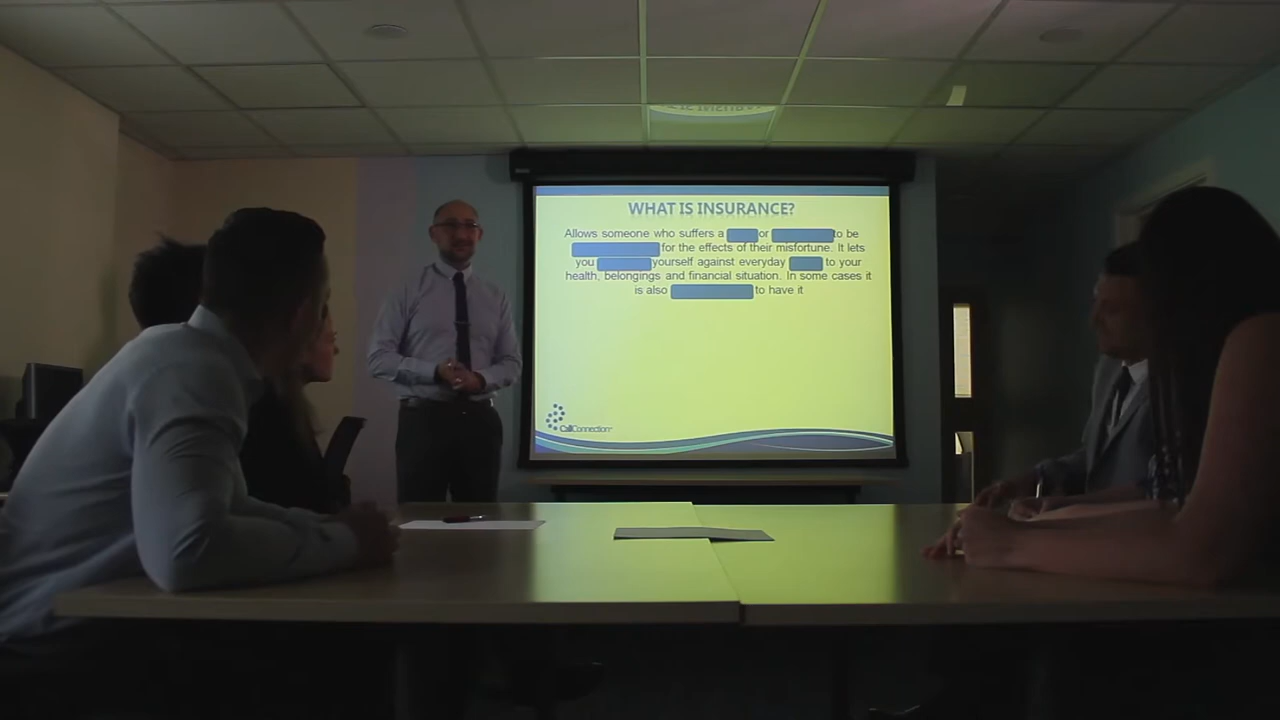 WHAT IS INSURANCE?
Allows someone who suffers a or to be
for the effects of their misfortune. It lets
you yourself against everyday to your
health, belongings and financial situation. In some cases it
is also to have it
CallConnection